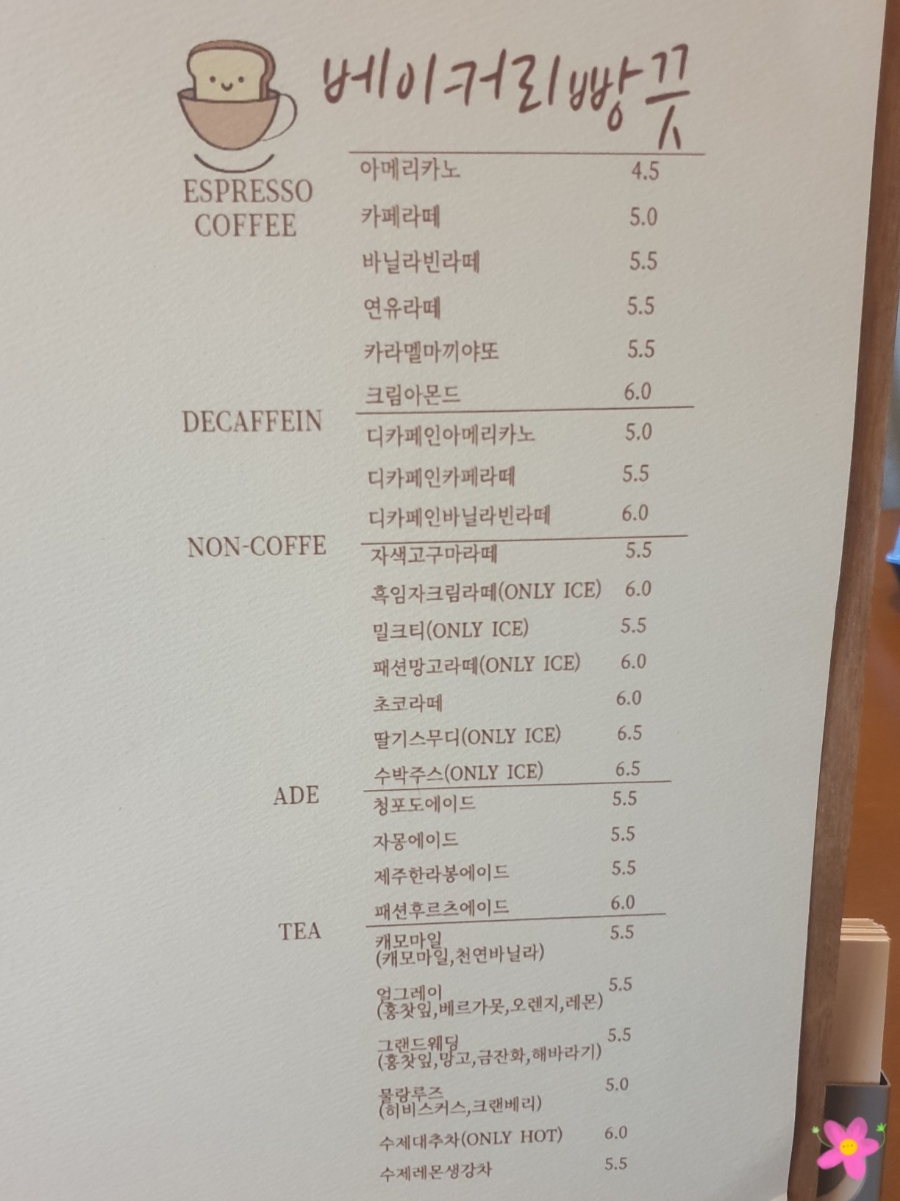 베이커리빵끗
ESPRESSO
COFFEE
아메리카노 4.5
카페라떼 5.0
바닐라빈라떼 5.5
연유라떼 5.5
카라멜마끼야또 5.5
크림아몬드 6.0
DECAFFEIN
디카페인아메리카노 5.0
디카페인카페라떼 5.5
디카페인바닐라빈라떼 6.0
NON-COFFE
자색고구마라떼 5.5
흑임자크림라떼(ONLY ICE) 6.0
밀크티(ONLY ICE) 5.5
패션망고라떼(ONLY ICE) 6.0
초코라떼 6.0
딸기스무디(ONLY ICE) 6.5
수박주스(ONLY ICE) 6.5
ADE
청포도에이드 5.5
자몽에이드 5.5
제주한라봉에이드 5.5
패션후르츠에이드 6.0
TEA
캐모마일 5.5
(캐모마일,천연바닐라)
얼그레이 5.5
(홍찻잎,베르가못,오렌지,레몬)
그랜드웨딩 5.5
(홍찻잎,망고,금잔화,해바라기)
물랑루즈 5.0
(히비스커스,크랜베리)
수제대추차(ONLY HOT) 6.0
수제레몬생강차 5.5